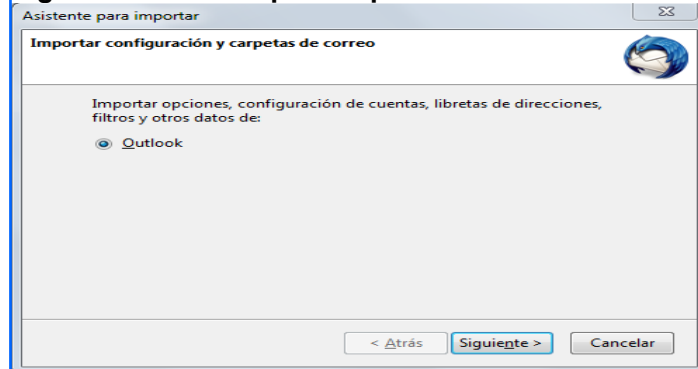 Asistente para importar
Importar configuración y carpetas de correo
Importar opciones, configuración de cuentas, libretas de direcciones,
filtros y otros datos de:
Outlook
< Atrás Siguiente > Cancelar